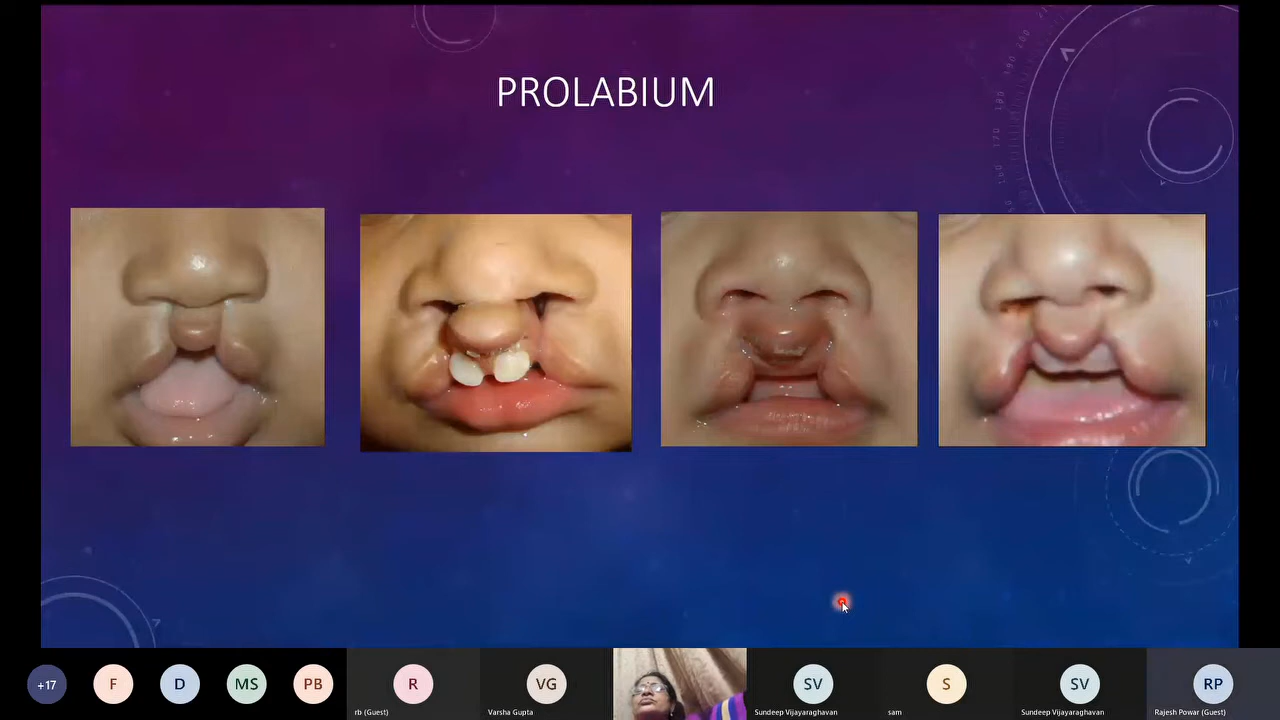 PROLABIUM
+17
F
D
MS
PB
R
VG
SV
S
SV
RP
rb (Guest)
Varsha Gupta
Sundeep Vijayaraghavan
sam
Sundeep Vijayaraghavan
Rajesh Powar (Guest)